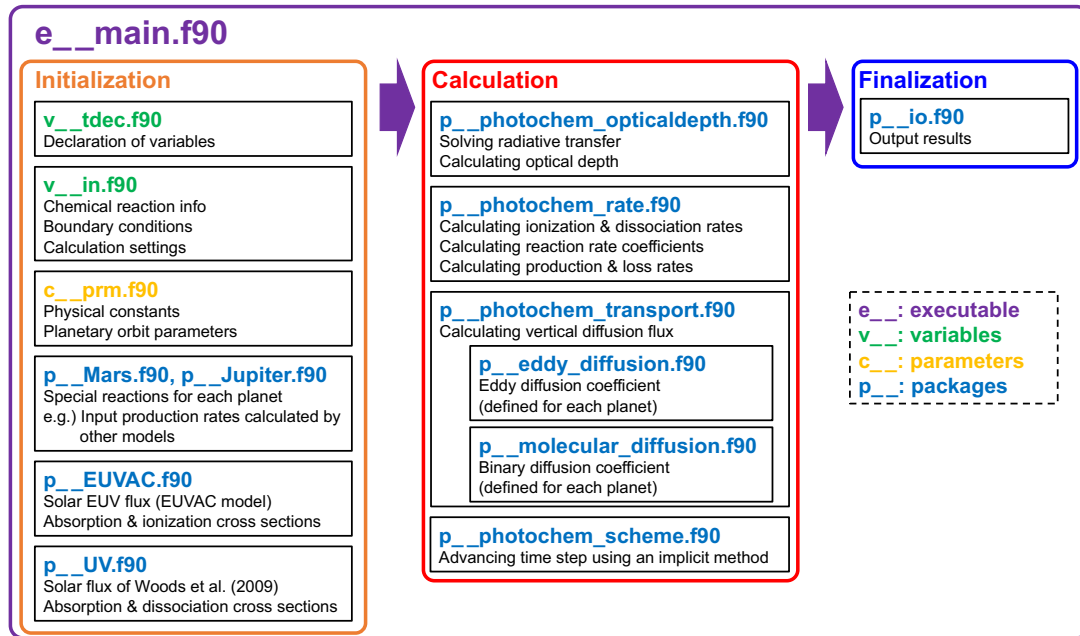 e__main.f90
Initialization
v__tdec.f90
Declaration of variables
v__in.f90
Chemical reaction info
Boundary conditions
Calculation settings
c__prm.f90
Physical constants
Planetary orbit parameters
p__Mars.f90, p__Jupiter.f90
Special reactions for each planet
e.g.) Input production rates calculated by
other models
p__EUVAC.f90
Solar EUV flux (EUVAC model)
Absorption & ionization cross sections
p__UV.f90
Solar flux of Woods et al. (2009)
Absorption & dissociation cross sections
Calculation
p__photochem_opticaldepth.f90
Solving radiative transfer
Calculating optical depth
p__photochem_rate.f90
Calculating ionization & dissociation rates
Calculating reaction rate coefficients
Calculating production & loss rates
p__photochem_transport.f90
Calculating vertical diffusion flux
p__eddy_diffusion.f90
Eddy diffusion coefficient
(defined for each planet)
p__molecular_diffusion.f90
Binary diffusion coefficient
(defined for each planet)
p__photochem_scheme.f90
Advancing time step using an implicit method
Finalization
p__io.f90
Output results
e__: executable
v__: variables
c__: parameters
p__: packages